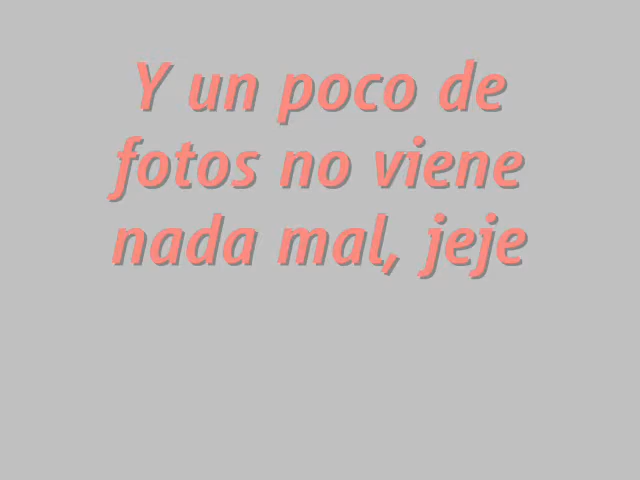 Y un poco de
fotos no viene
nada mal, jeje